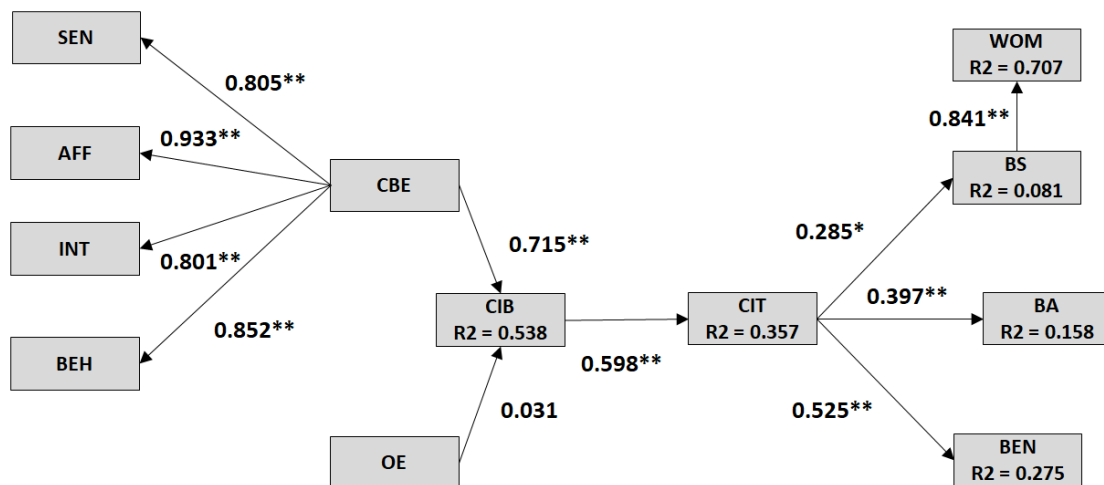 SEN
0.805**
AFF
0.933**
INT
0.801**
BEH
0.852**
CBE
0.715**
CIB
R2 = 0.538
OE
0.031
0.598**
CIT
R2 = 0.357
WOM
R2 = 0.707
0.841**
BS
R2 = 0.081
0.285*
0.397**
BA
R2 = 0.158
0.525**
BEN
R2 = 0.275